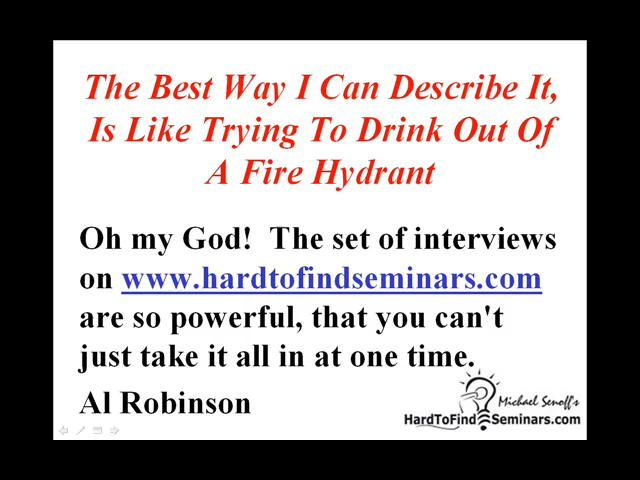 The Best Way I Can Describe It,
Is Like Trying To Drink Out Of
A Fire Hydrant
Oh my God!  The set of interviews
on www.hardtofindseminars.com
are so powerful, that you can't
just take it all in at one time.
Al Robinson
Michael Senoff's
HardToFindSeminars.com